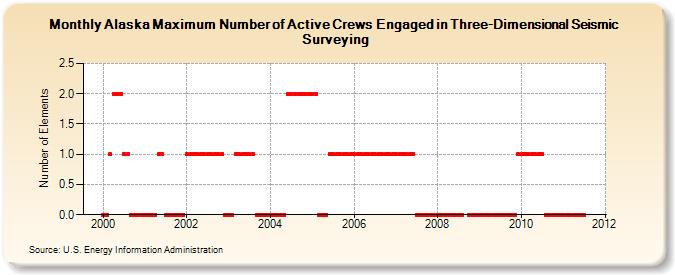 Monthly Alaska Maximum Number of Active Crews Engaged in Three-Dimensional Seismic
Surveying
Number of Elements
2.5
2.0
1.5
1.0
0.5
0.0
2000 2002 2004 2006 2008 2010 2012
Source: U.S. Energy Information Administration